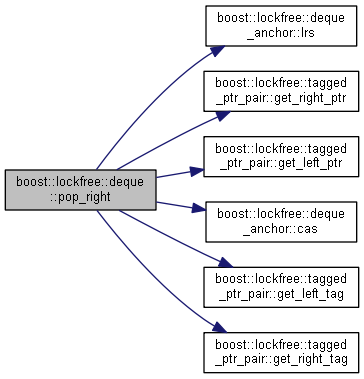 boost::lockfree::deque
_anchor::lrs
boost::lockfree::tagged
_ptr_pair::get_right_ptr
boost::lockfree::tagged
_ptr_pair::get_left_ptr
boost::lockfree::deque
::pop_right
boost::lockfree::deque
_anchor::cas
boost::lockfree::tagged
_ptr_pair::get_left_tag
boost::lockfree::tagged
_ptr_pair::get_right_tag